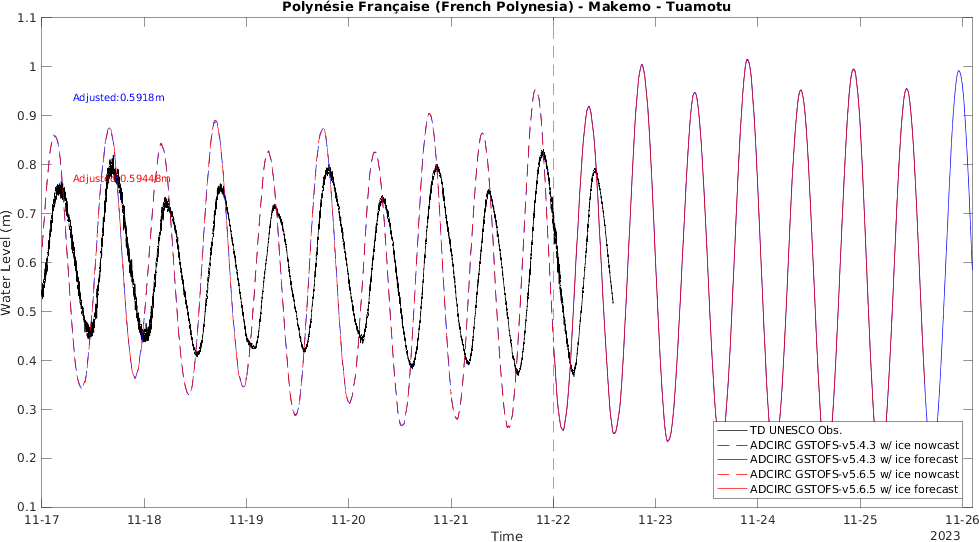 Polynésie Française (French Polynesia) - Makemo - Tuamotu
1.1
1
0.9
0.8
0.7
0.6
0.5
0.4
0.3
0.2
0.1
Water Level (m)
Adjusted:0.5918m
Adjusted:0.59448m
TD UNESCO Obs.
ADCIRC GSTOFS-v5.4.3 w/ ice nowcast
ADCIRC GSTOFS-v5.4.3 w/ ice forecast
ADCIRC GSTOFS-v5.6.5 w/ ice nowcast
ADCIRC GSTOFS-v5.6.5 w/ ice forecast
11-17 11-18 11-19 11-20 11-21 11-22 11-23 11-24 11-25 11-26
2023
Time